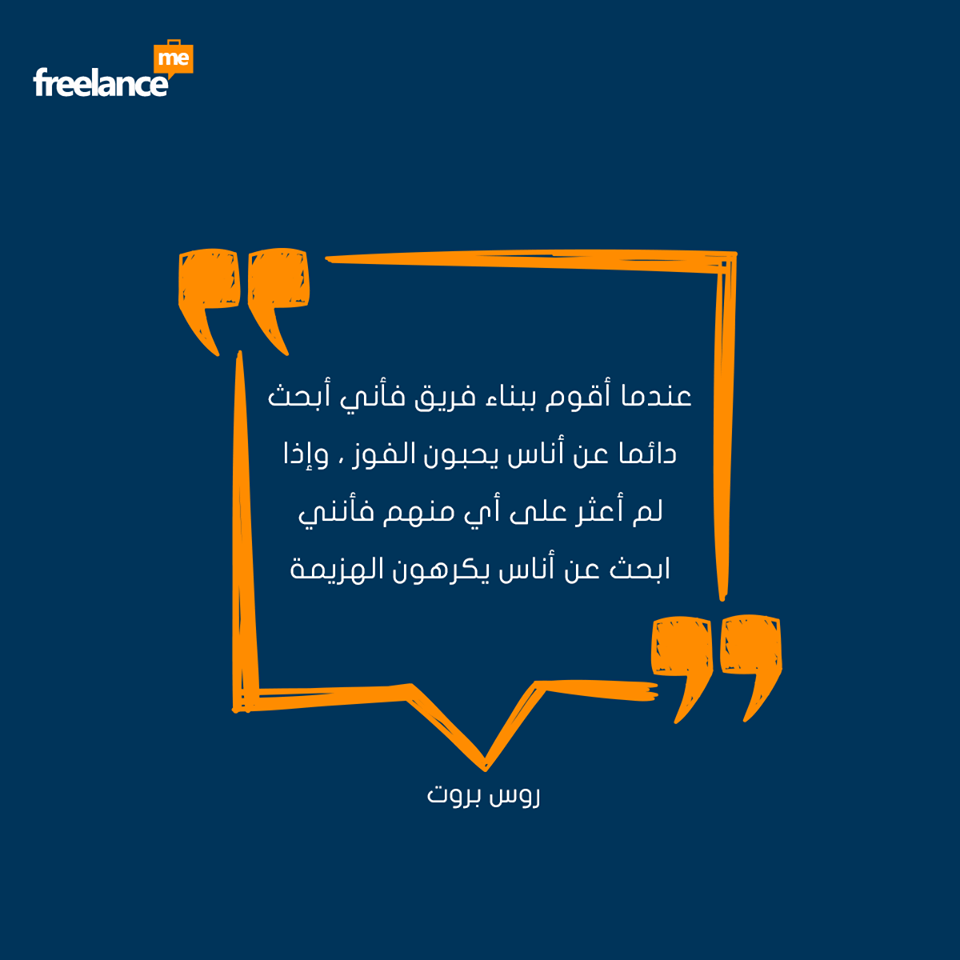 freelance me
عندما أقوم ببناء فريق فأني أبحث
دائما عن أناس يحبون الفوز ، وإذا
لم أعثر على أي منهم فأنني
ابحث عن أناس يكرهون الهزيمة
روس بروت